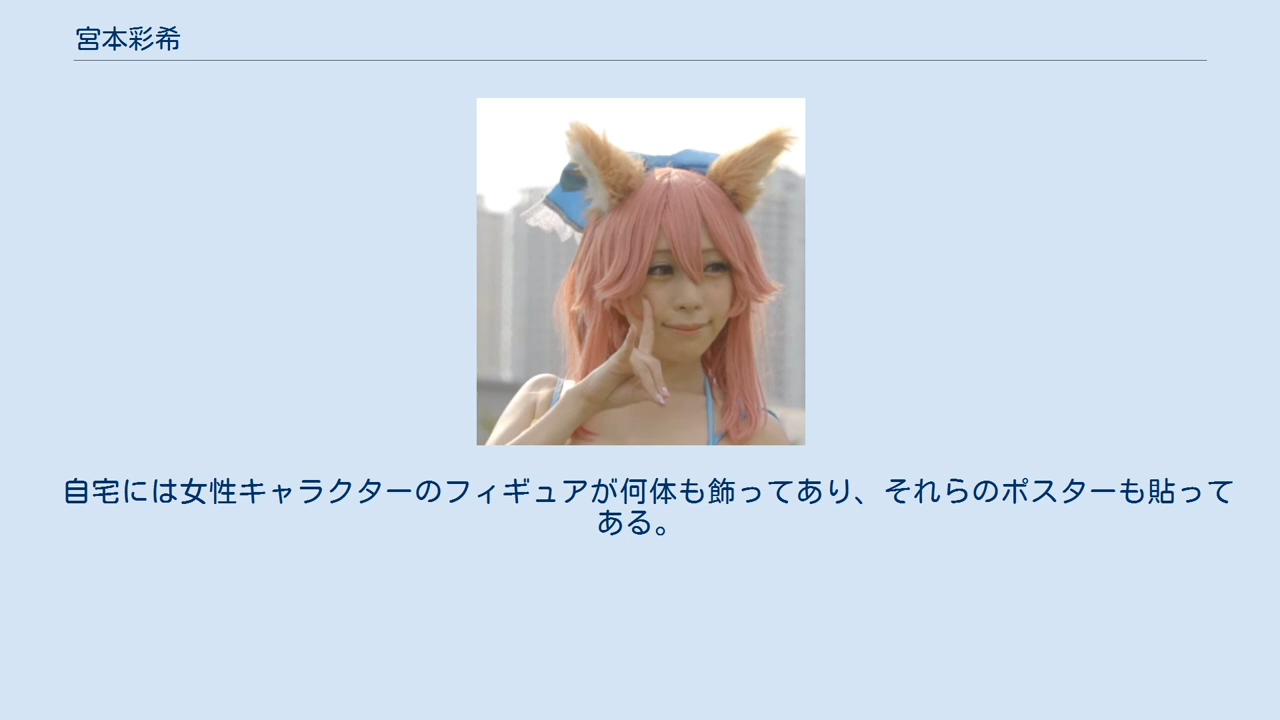 宮本彩希
自宅には女性キャラクターのフィギュアが何体も飾ってあり、それらのポスターも貼って
ある。